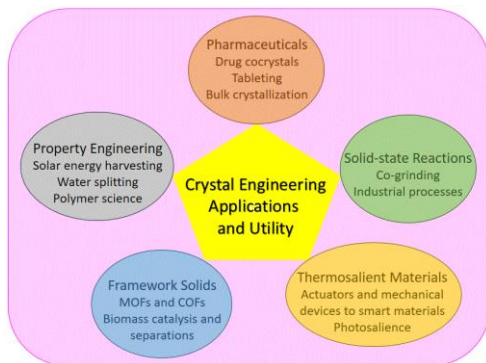 Pharmaceuticals
Drug cocrystals
Tableting
Bulk crystallization
Property Engineering
Solar energy harvesting
Water splitting
Polymer science
Solid-state Reactions
Co-grinding
Industrial processes
Crystal Engineering
Applications
and Utility
Framework Solids
MOFs and COFs
Biomass catalysis and
separations
Thermosalient Materials
Actuators and mechanical
devices to smart materials
Photosalience